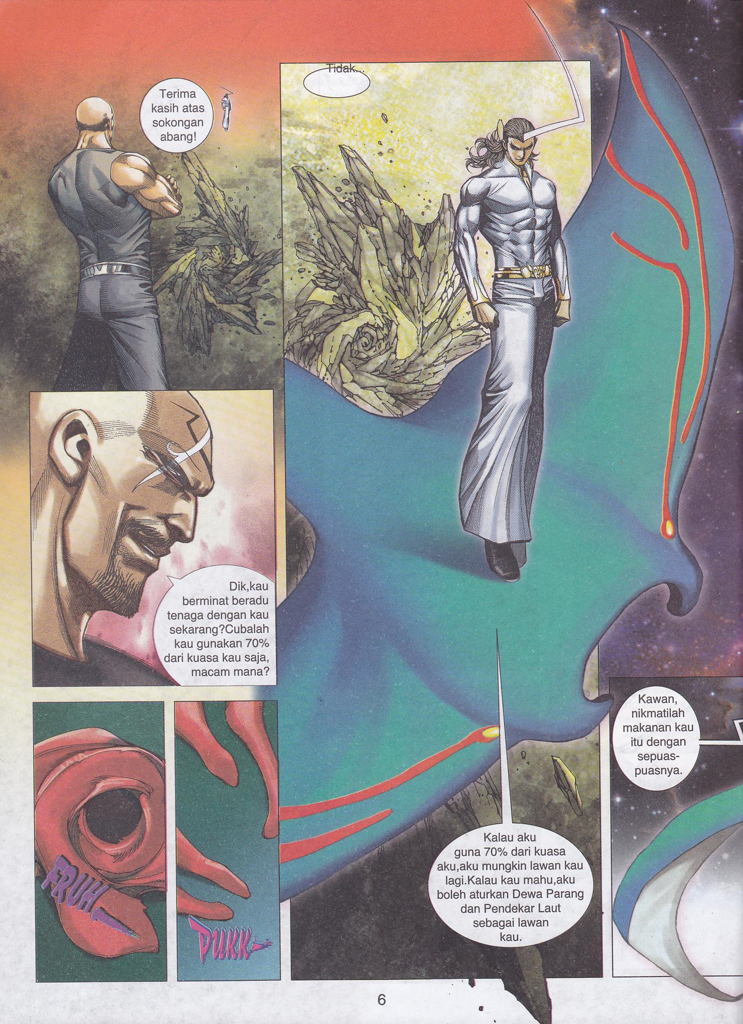 Terima
kasih atas
sokongan
abang!
Tidak...
Dik,kau
berminat beradu
tenaga dengan kau
sekarang?Cubalah
kau gunakan 70%
dari kuasa kau saja,
macam mana?
Kalau aku
guna 70% dari kuasa
aku,aku mungkin lawan kau
lagi.Kalau kau mahu,aku
boleh aturkan Dewa Parang
dan Pendekar Laut
sebagai lawan
kau.
FRUH
PUKK
Kawan,
nikmatilah
makanan kau
itu dengan
sepuas-
puasnya.
6